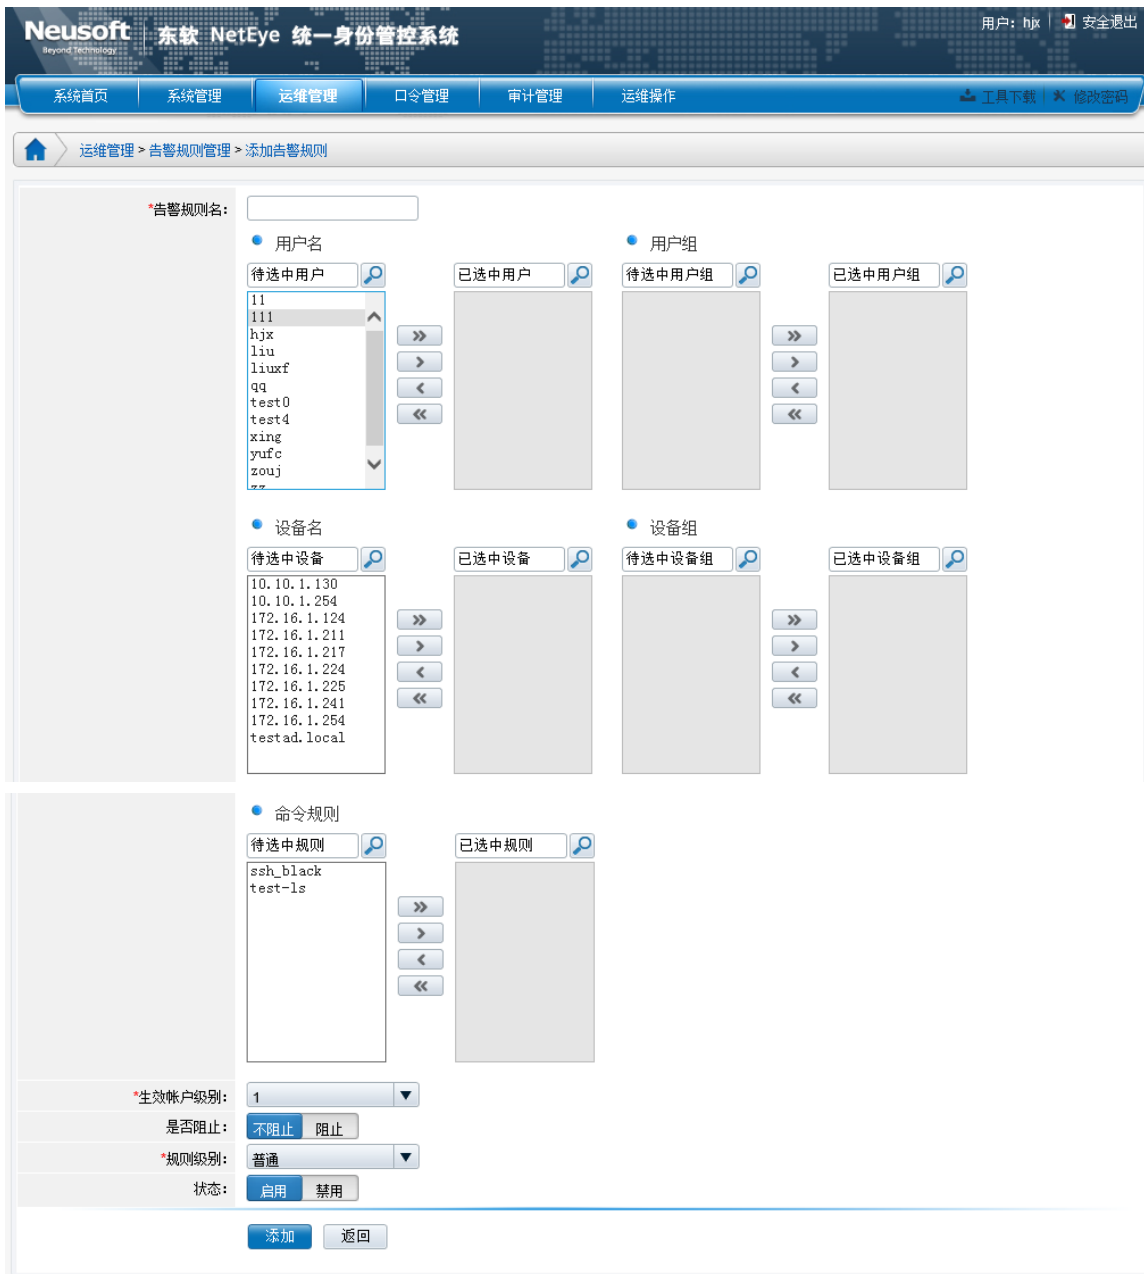 Neusoft 东软 NetEye 统一身份管控系统
Beyond Technology
用户: hjx 安全退出
系统首页 系统管理 运维管理 口令管理 审计管理 运维操作 工具下载 修改密码
运维管理 > 告警规则管理 > 添加告警规则
*告警规则名:
用户名 用户组
待选中用户 已选中用户 待选中用户组 已选中用户组
11
111
hjx
liu
liuxf
qq
test0
test4
xing
yufc
zouj
zz
设备名 设备组
待选中设备 已选中设备 待选中设备组 已选中设备组
10.10.1.130
10.10.1.254
172.16.1.124
172.16.1.211
172.16.1.217
172.16.1.224
172.16.1.225
172.16.1.241
172.16.1.254
testad.local
命令规则
待选中规则 已选中规则
ssh_black
test-ls
*生效帐户级别: 1
是否阻止: 不阻止 阻止
*规则级别: 普通
状态: 启用 禁用
添加 返回